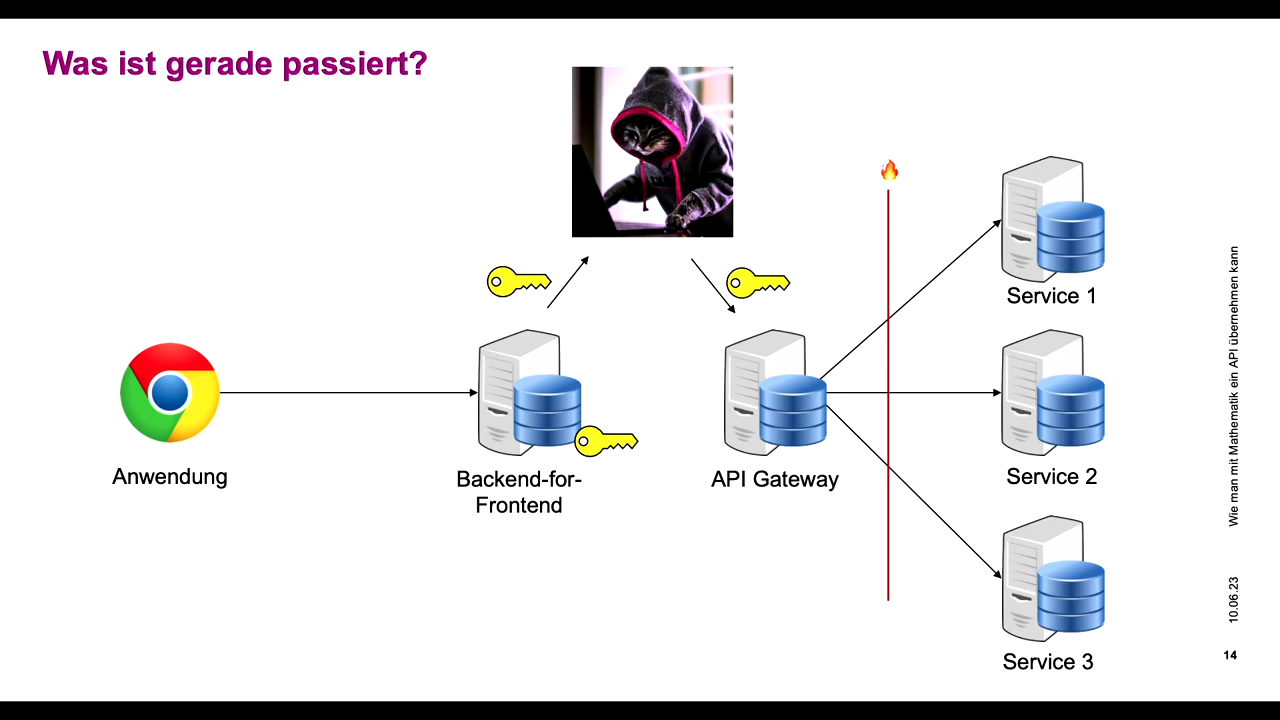 Was ist gerade passiert?
Anwendung
Backend-for-
Frontend
API Gateway
Service 1
Service 2
Service 3
Wie man mit Mathematik ein API übernehmen kann
10.06.23
14